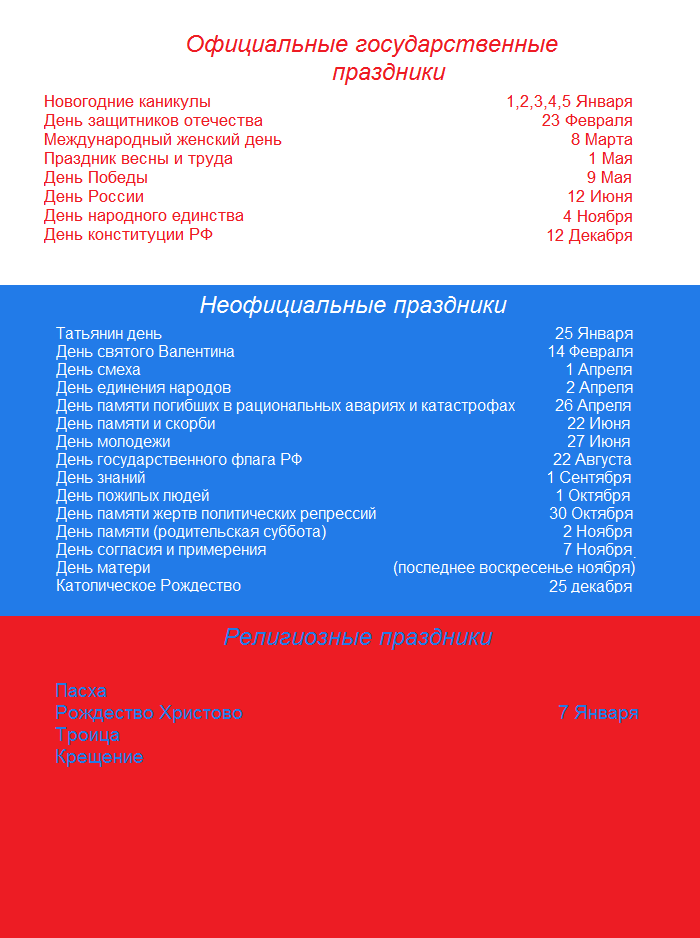 Официальные государственные
праздники
Новогодние каникулы 1,2,3,4,5 Января
День защитников отечества 23 Февраля
Международный женский день 8 Марта
Праздник весны и труда 1 Мая
День Победы 9 Мая
День России 12 Июня
День народного единства 4 Ноября
День конституции РФ 12 Декабря
Неофициальные праздники
Татьянин день 25 Января
День святого Валентина 14 Февраля
День смеха 1 Апреля
День единения народов 2 Апреля
День памяти погибших в рациональных авариях и катастрофах 26 Апреля
День памяти и скорби 22 Июня
День молодежи 27 Июня
День государственного флага РФ 22 Августа
День знаний 1 Сентября
День пожилых людей 1 Октября
День памяти жертв политических репрессий 30 Октября
День памяти (родительская суббота) 2 Ноября
День согласия и примерения 7 Ноября
День матери (последнее воскресенье ноября)
Католическое Рождество 25 декабря
Религиозные праздники
Пасха
Рождество Христово 7 Января
Троица
Крещение